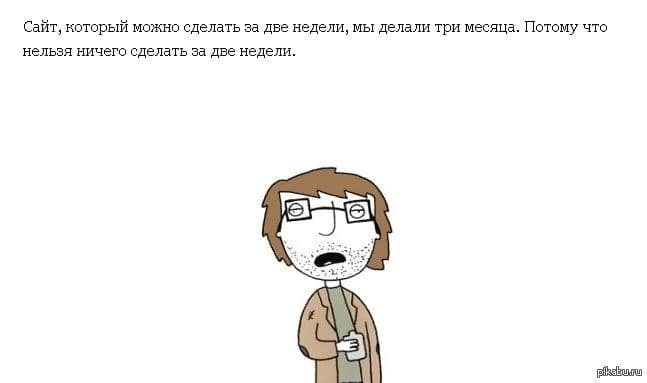 Сайт, который можно сделать за две недели, мы делали три месяца. Потому что
нельзя ничего сделать за две недели.
pikabu.ru